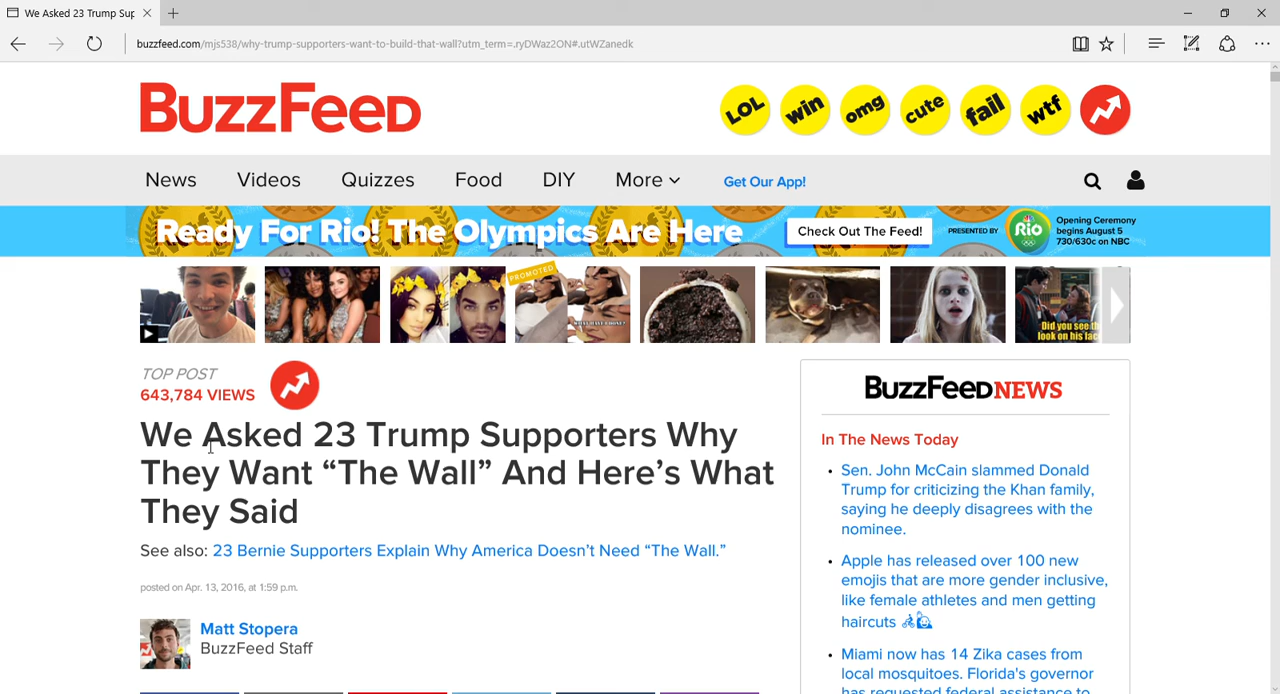 We Asked 23 Trump Sup
buzzfeed.com/mjs538/why-trump-supporters-want-to-build-that-wall?utm_term=.ryDWaz2ON#.utWZanedk
BuzzFeed
LOL
win
omg
cute
fail
wtf
News
Videos
Quizzes
Food
DIY
More
Get Our App!
Ready For Rio! The Olympics Are Here
Check Out The Feed!
PRESENTED BY
Rio
Opening Ceremony
begins August 5
730/630c on NBC
PROMOTED
Did you see th
look on his fac
TOP POST
643,784 VIEWS
We Asked 23 Trump Supporters Why
They Want “The Wall” And Here’s What
They Said
See also: 23 Bernie Supporters Explain Why America Doesn’t Need “The Wall.”
posted on Apr. 13, 2016, at 1:59 p.m.
Matt Stopera
BuzzFeed Staff
BuzzFeedNEWS
In The News Today
• Sen. John McCain slammed Donald
Trump for criticizing the Khan family,
saying he deeply disagrees with the
nominee.
• Apple has released over 100 new
emojis that are more gender inclusive,
like female athletes and men getting
haircuts 🚴💇
• Miami now has 14 Zika cases from
local mosquitoes. Florida's governor
has requested federal assistance to